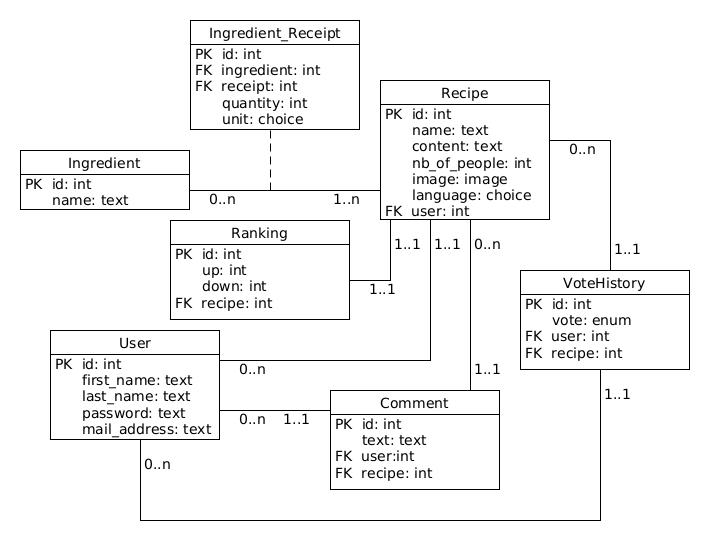 Ingredient_Receipt
PK id: int
FK ingredient: int
FK receipt: int
quantity: int
unit: choice
Recipe
PK id: int
name: text
content: text
nb_of_people: int
image: image
language: choice
FK user: int
Ingredient
PK id: int
name: text
0..n
1..n
0..n
1..1
Ranking
PK id: int
up: int
down: int
FK recipe: int
1..1
1..1
1..1
0..n
VoteHistory
PK id: int
vote: enum
FK user: int
FK recipe: int
1..1
User
PK id: int
first_name: text
last_name: text
password: text
mail_address: text
0..n
0..n
1..1
1..1
Comment
PK id: int
text: text
FK user:int
FK recipe: int
0..n